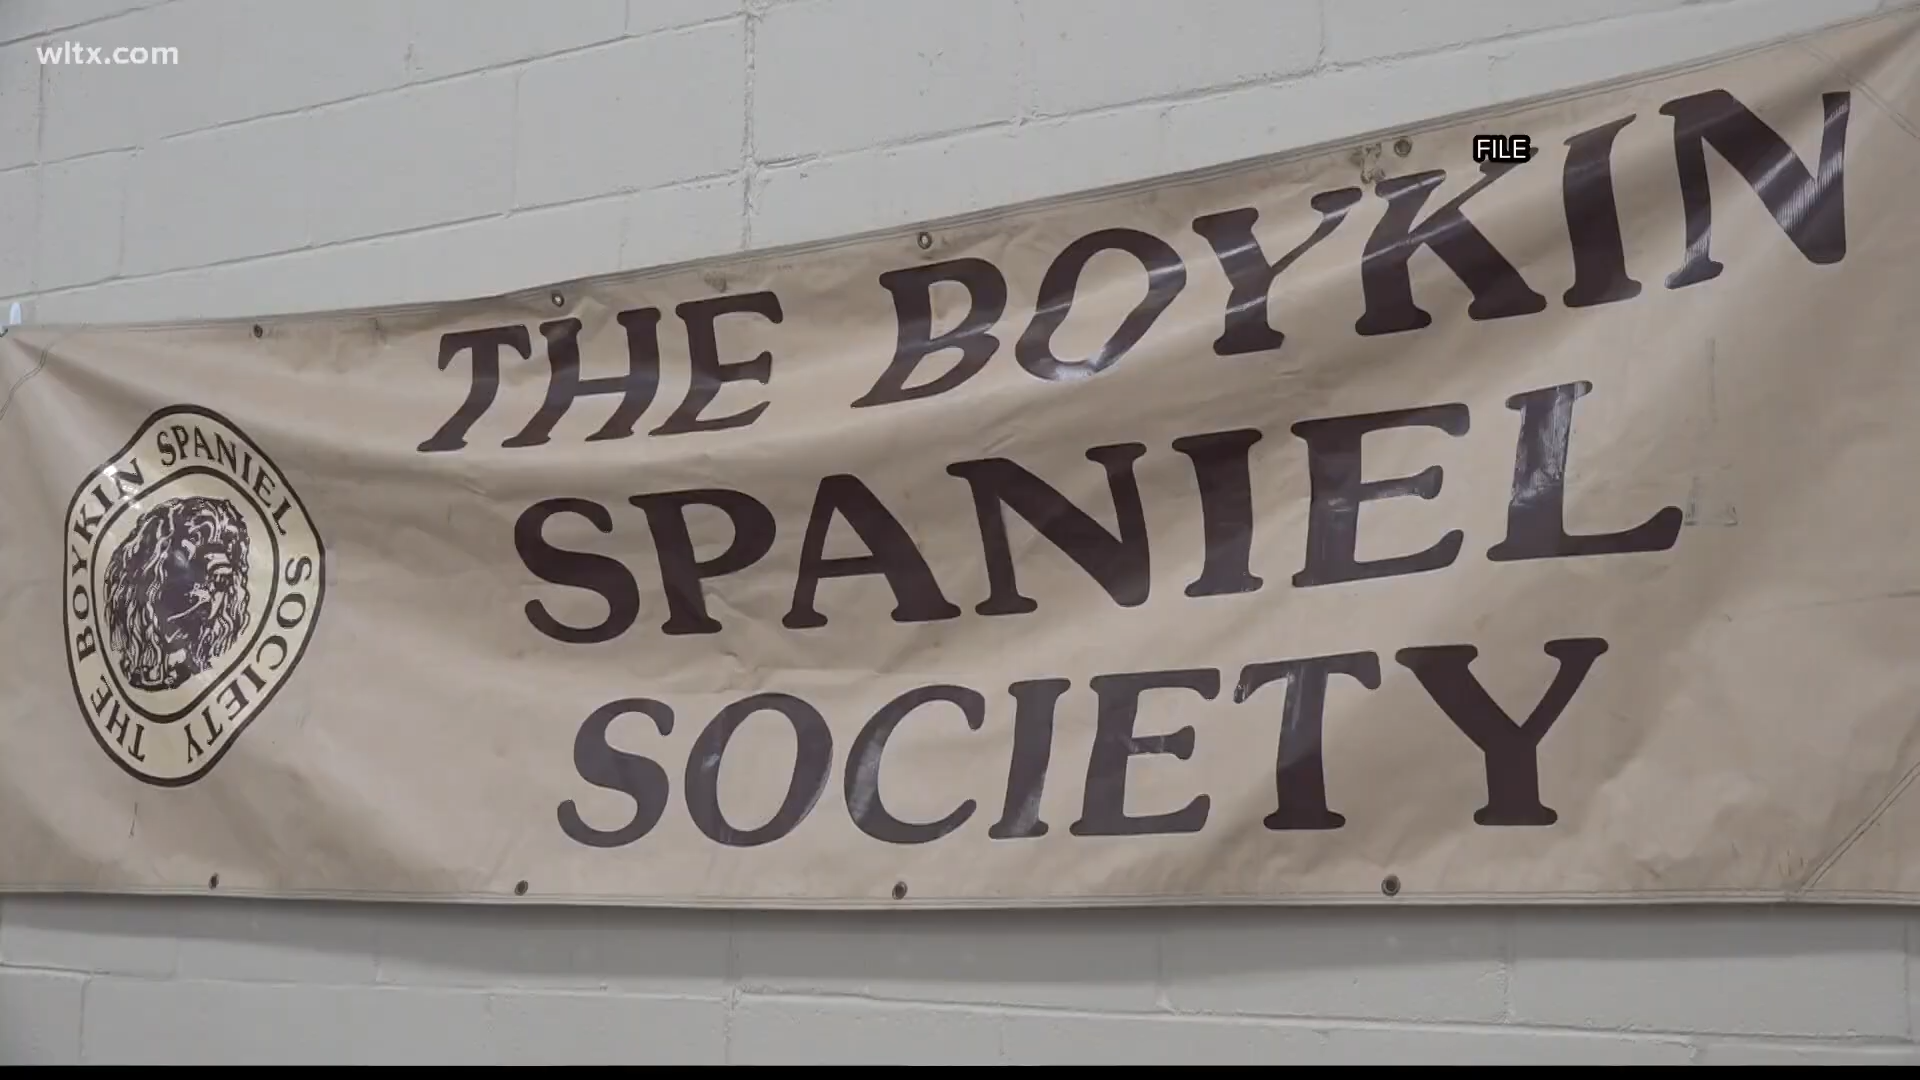 wltx.com
FILE
THE BOYKIN
SPANIEL
SOCIETY
THE BOYKIN SPANIEL SOCIETY